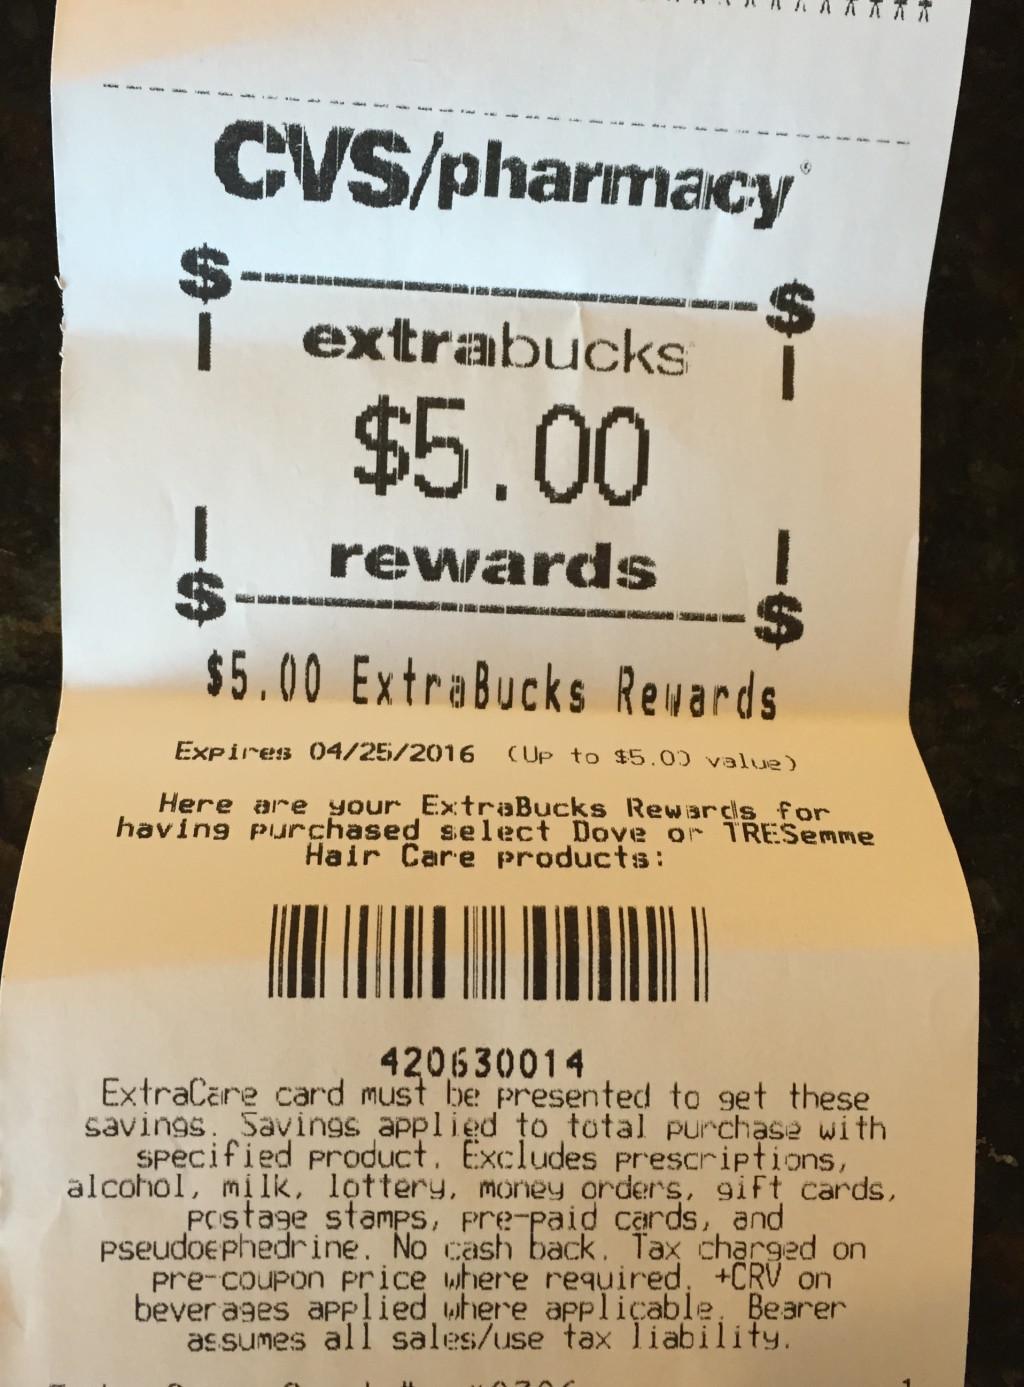 CVS/pharmacy®
$ $
extrabucks
$5.00
rewards
$ $
$5.00 ExtraBucks Rewards
Expires 04/25/2016 (Up to $5.00 value)
Here are your ExtraBucks Rewards for
having purchased select Dove or TRESemme
Hair Care products:
420630014
ExtraCare card must be presented to get these
savings. Savings applied to total purchase with
specified product. Excludes prescriptions,
alcohol, milk, lottery, money orders, gift cards,
postage stamps, pre-paid cards, and
pseudoephedrine. No cash back. Tax charged on
pre-coupon price where required. +CRV on
beverages applied where applicable. Bearer
assumes all sales/use tax liability.